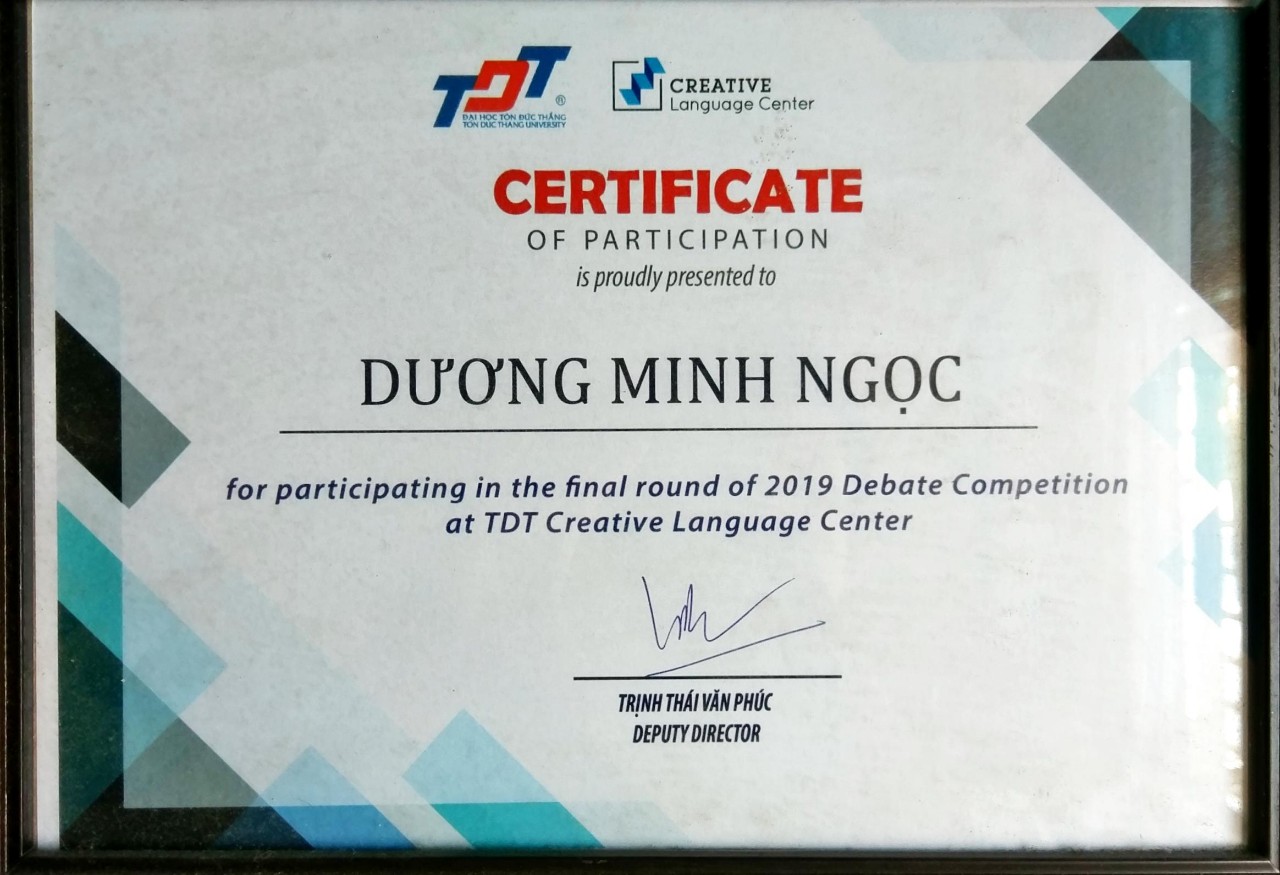 TDT®
ĐẠI HỌC TÔN ĐỨC THẮNG
TON DUC THANG UNIVERSITY
CREATIVE
Language Center
CERTIFICATE
OF PARTICIPATION
is proudly presented to
DƯƠNG MINH NGỌC
for participating in the final round of 2019 Debate Competition
at TDT Creative Language Center
TRỊNH THÁI VĂN PHÚC
DEPUTY DIRECTOR